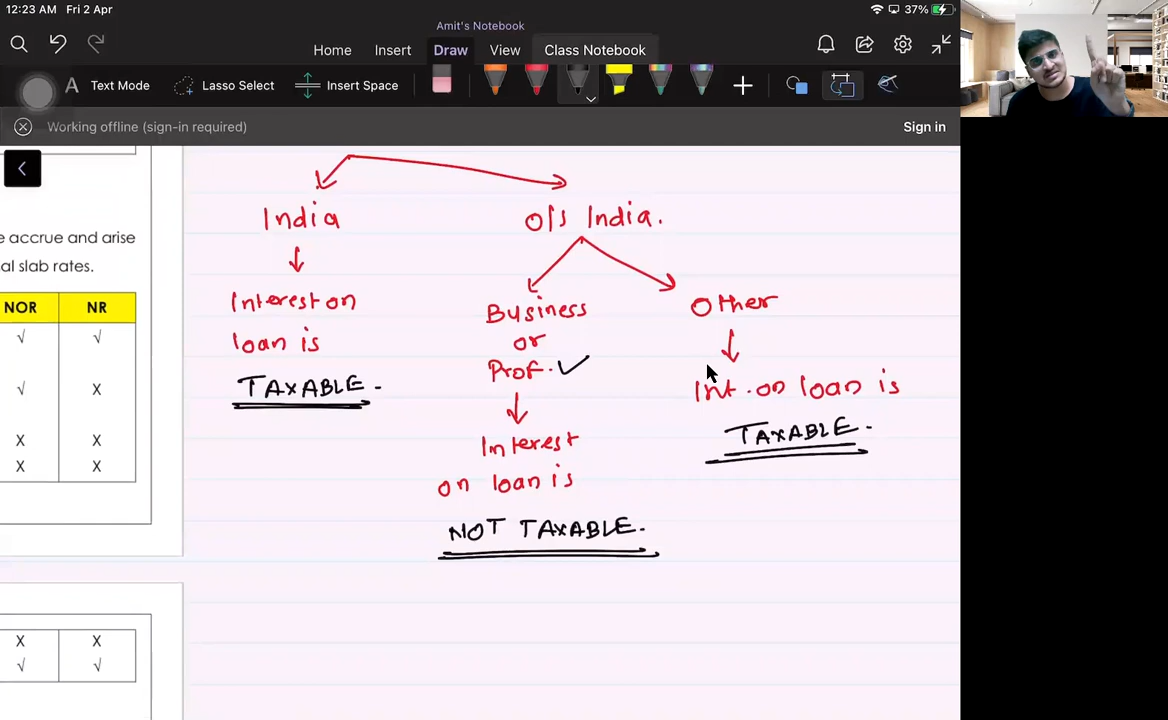 12:23 AM Fri 2 Apr
37%
Amit's Notebook
Home Insert Draw View Class Notebook
A Text Mode Lasso Select Insert Space
Working offline (sign-in required) Sign in
e accrue and arise
al slab rates.
NOR NR
√ √
√ X
X X
X X
X X
√ √
India O/s India.
Interest on
loan is
TAXABLE.
Business
or
Prof. ✓
Interest
on loan is
NOT TAXABLE.
Other
Int. on loan is
TAXABLE.